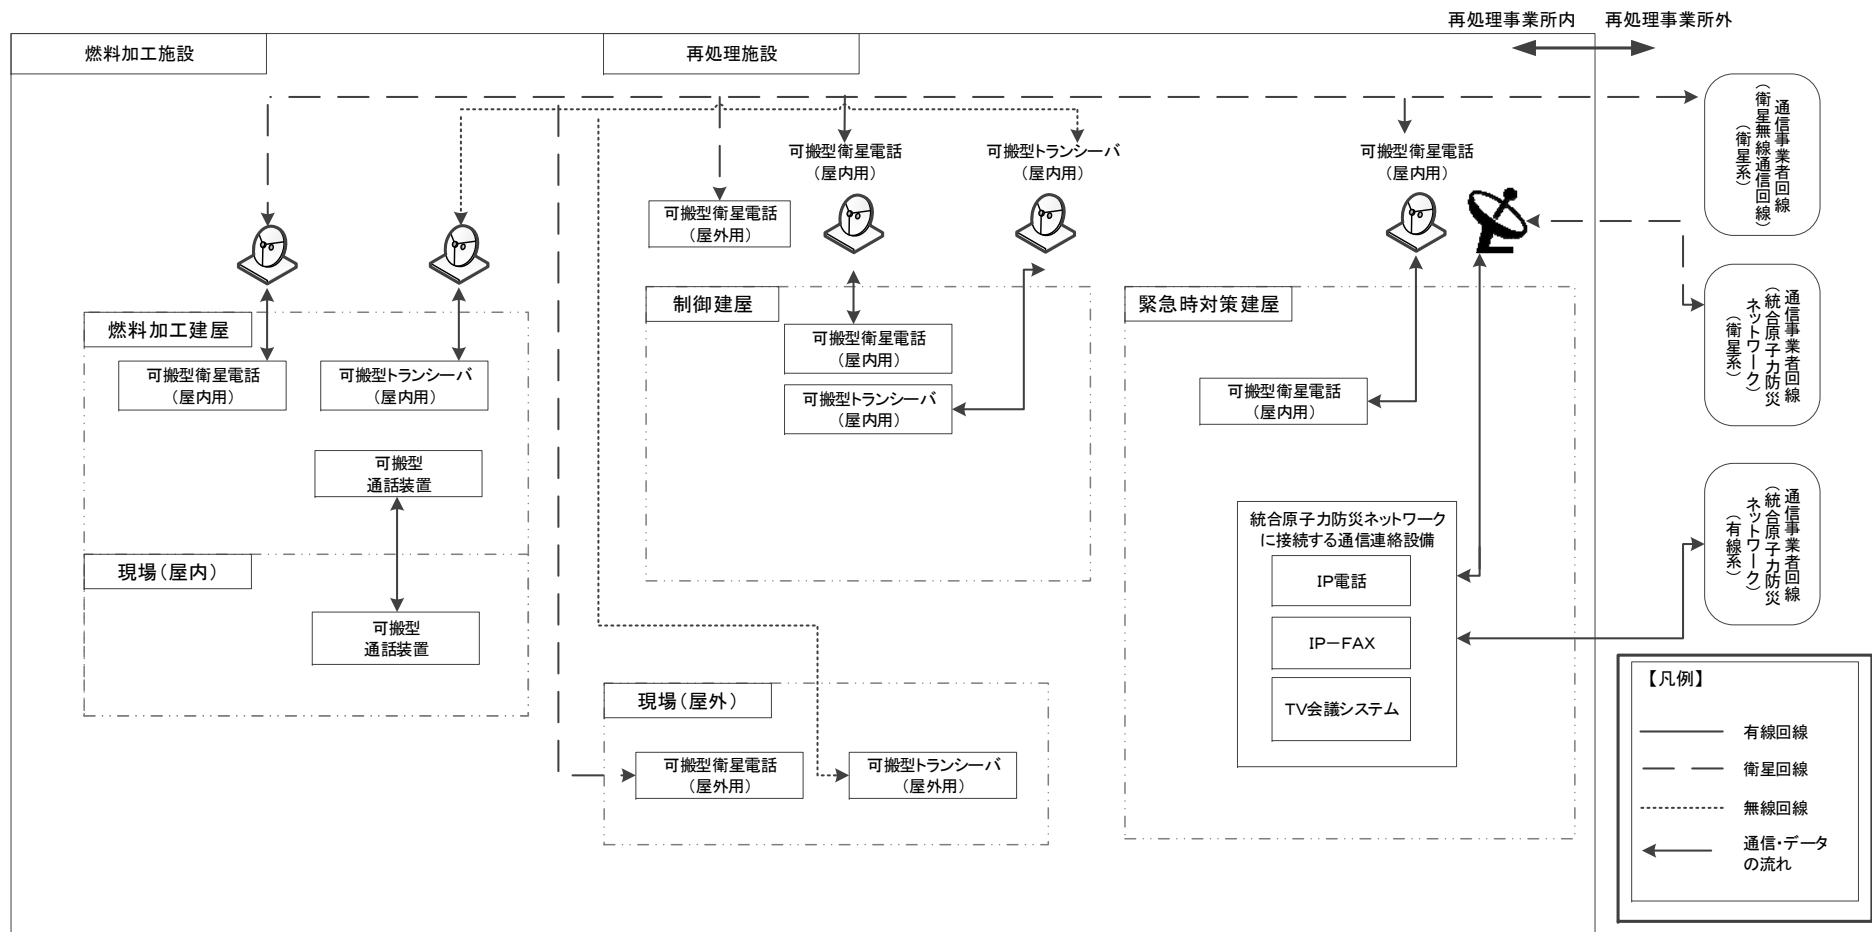 再処理事業所内
再処理事業所外
燃料加工施設
再処理施設
可搬型衛星電話
(屋内用)
可搬型トランシーバ
(屋内用)
可搬型衛星電話
(屋内用)
可搬型衛星電話
(屋外用)
燃料加工建屋
可搬型衛星電話
(屋内用)
可搬型トランシーバ
(屋内用)
可搬型
通話装置
現場(屋内)
可搬型
通話装置
制御建屋
可搬型衛星電話
(屋内用)
可搬型トランシーバ
(屋内用)
現場(屋外)
可搬型衛星電話
(屋外用)
可搬型トランシーバ
(屋外用)
緊急時対策建屋
可搬型衛星電話
(屋内用)
統合原子力防災ネットワーク
に接続する通信連絡設備
IP電話
IP-FAX
TV会議システム
通信事業者回線
(衛星無線通信回線)
(衛星系)
通信事業者回線
(統合原子力防災
ネットワーク)
(衛星系)
通信事業者回線
(統合原子力防災
ネットワーク)
(有線系)
【凡例】
有線回線
衛星回線
無線回線
通信・データ
の流れ